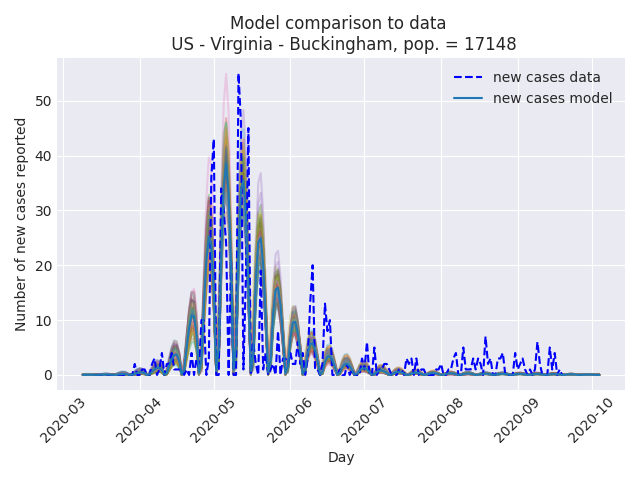 Model comparison to data
US - Virginia - Buckingham, pop. = 17148
new cases data
new cases model
Number of new cases reported
50
40
30
20
10
0
2020-03
2020-04
2020-05
2020-06
2020-07
2020-08
2020-09
2020-10
Day